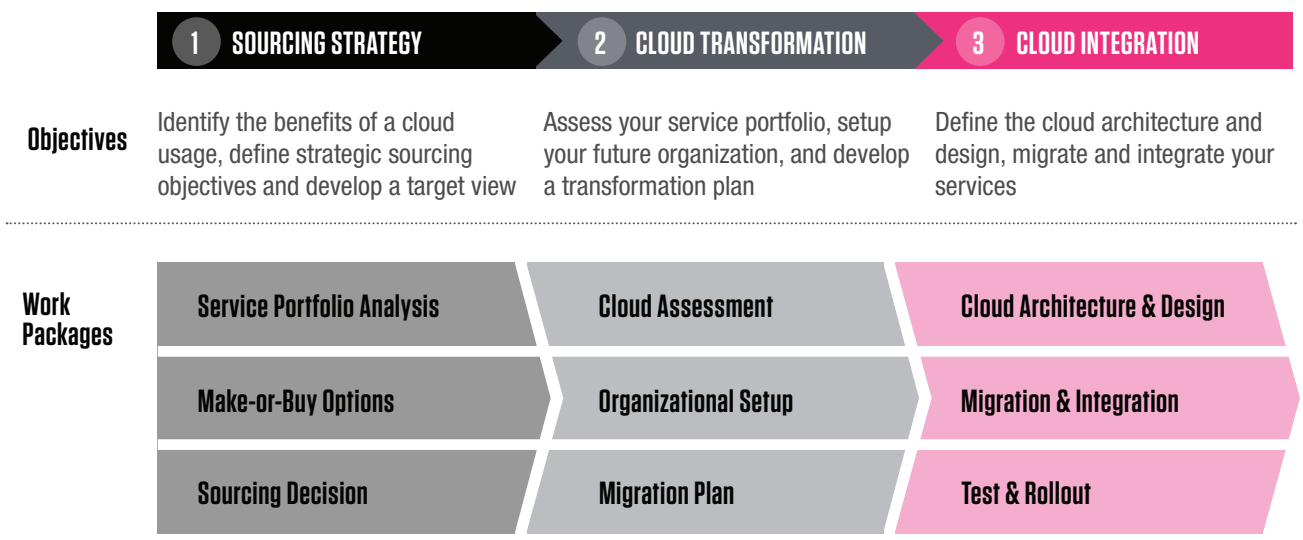 1 SOURCING STRATEGY
2 CLOUD TRANSFORMATION
3 CLOUD INTEGRATION
Objectives
Identify the benefits of a cloud
usage, define strategic sourcing
objectives and develop a target view
Assess your service portfolio, setup
your future organization, and develop
a transformation plan
Define the cloud architecture and
design, migrate and integrate your
services
Work
Packages
Service Portfolio Analysis
Cloud Assessment
Cloud Architecture & Design
Make-or-Buy Options
Organizational Setup
Migration & Integration
Sourcing Decision
Migration Plan
Test & Rollout